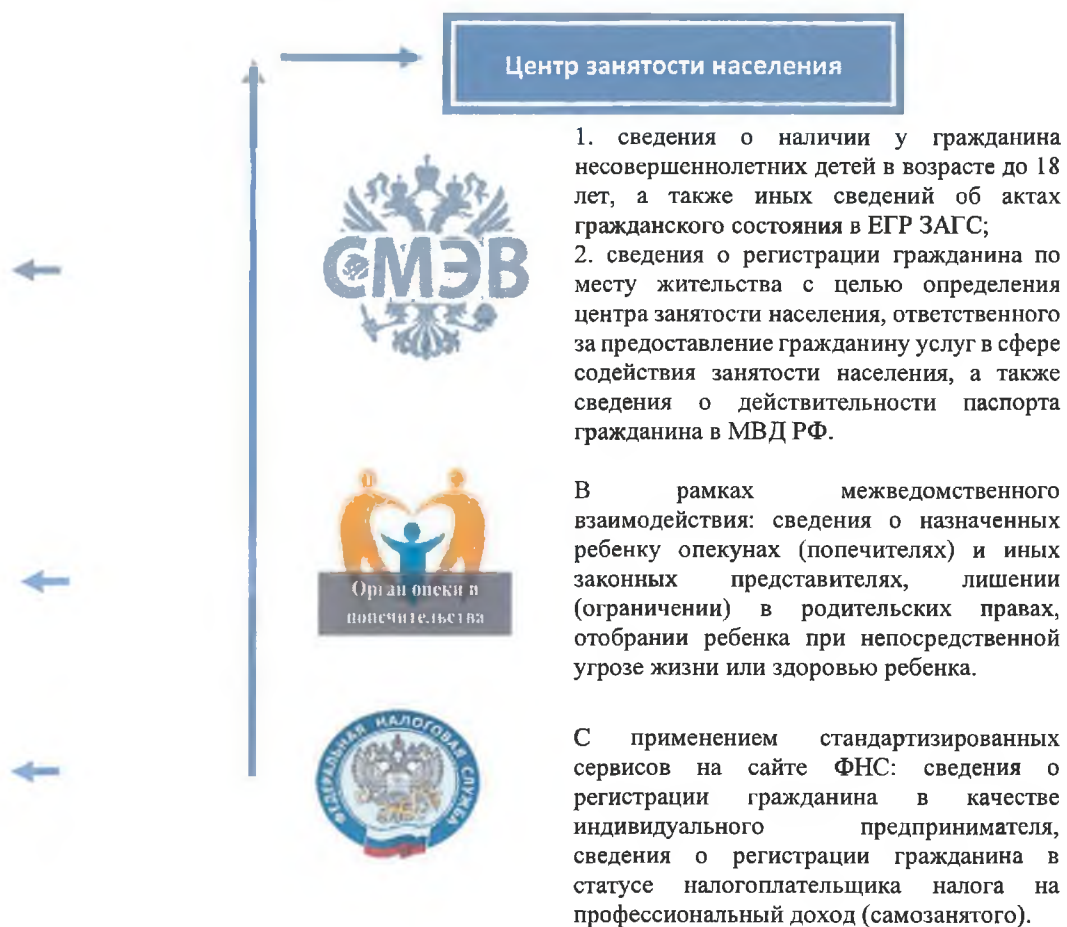 Центр занятости населения
1. сведения о наличии у гражданина
несовершеннолетних детей в возрасте до 18
лет, а также иных сведений об актах
гражданского состояния в ЕГР ЗАГС;
2. сведения о регистрации гражданина по
месту жительства с целью определения
центра занятости населения, ответственного
за предоставление гражданину услуг в сфере
содействия занятости населения, а также
сведения о действительности паспорта
гражданина в МВД РФ.
СМЭВ
В рамках межведомственного
взаимодействия: сведения о назначенных
ребенку опекунах (попечителях) и иных
законных представителях, лишении
(ограничении) в родительских правах,
отобрании ребенка при непосредственной
угрозе жизни или здоровью ребенка.
Орган опеки и
попечительства
С применением стандартизированных
сервисов на сайте ФНС: сведения о
регистрации гражданина в качестве
индивидуального предпринимателя,
сведения о регистрации гражданина в
статусе налогоплательщика налога на
профессиональный доход (самозанятого).
ФЕДЕРАЛЬНАЯ НАЛОГОВАЯ СЛУЖБА